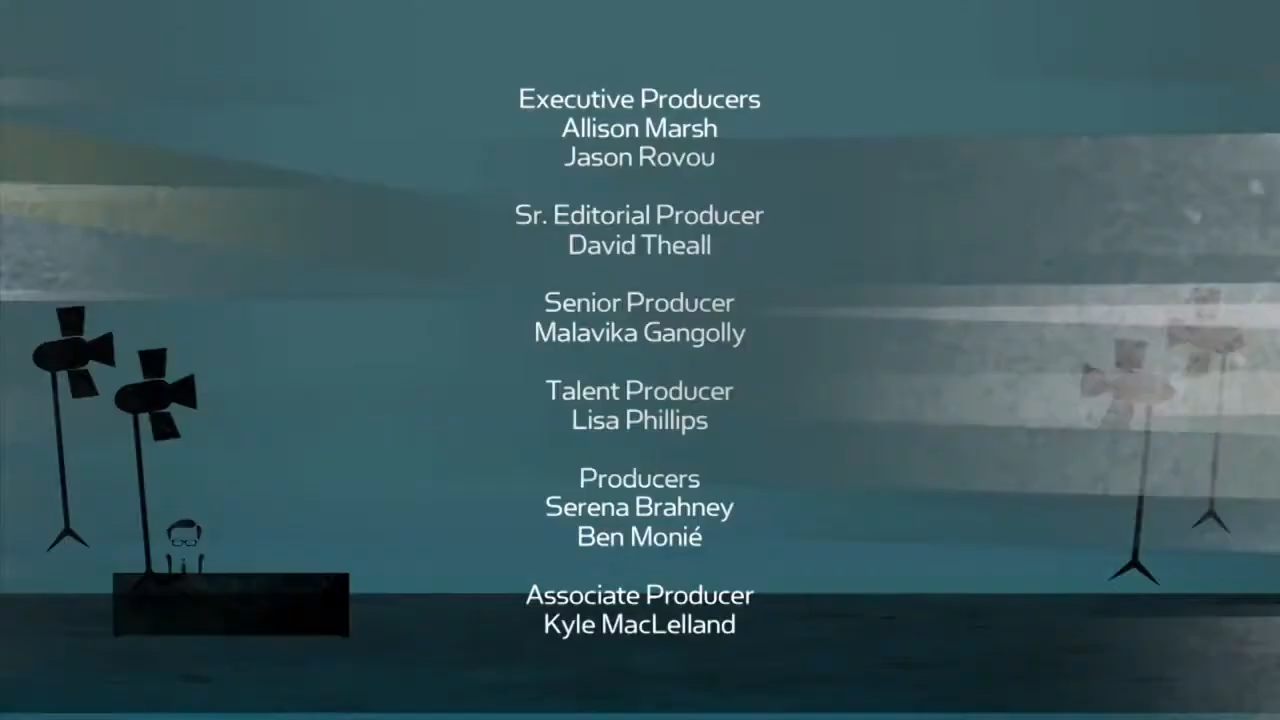 Executive Producers
Allison Marsh
Jason Rovou
Sr. Editorial Producer
David Theall
Senior Producer
Malavika Gangolly
Talent Producer
Lisa Phillips
Producers
Serena Brahney
Ben Monié
Associate Producer
Kyle MacLelland